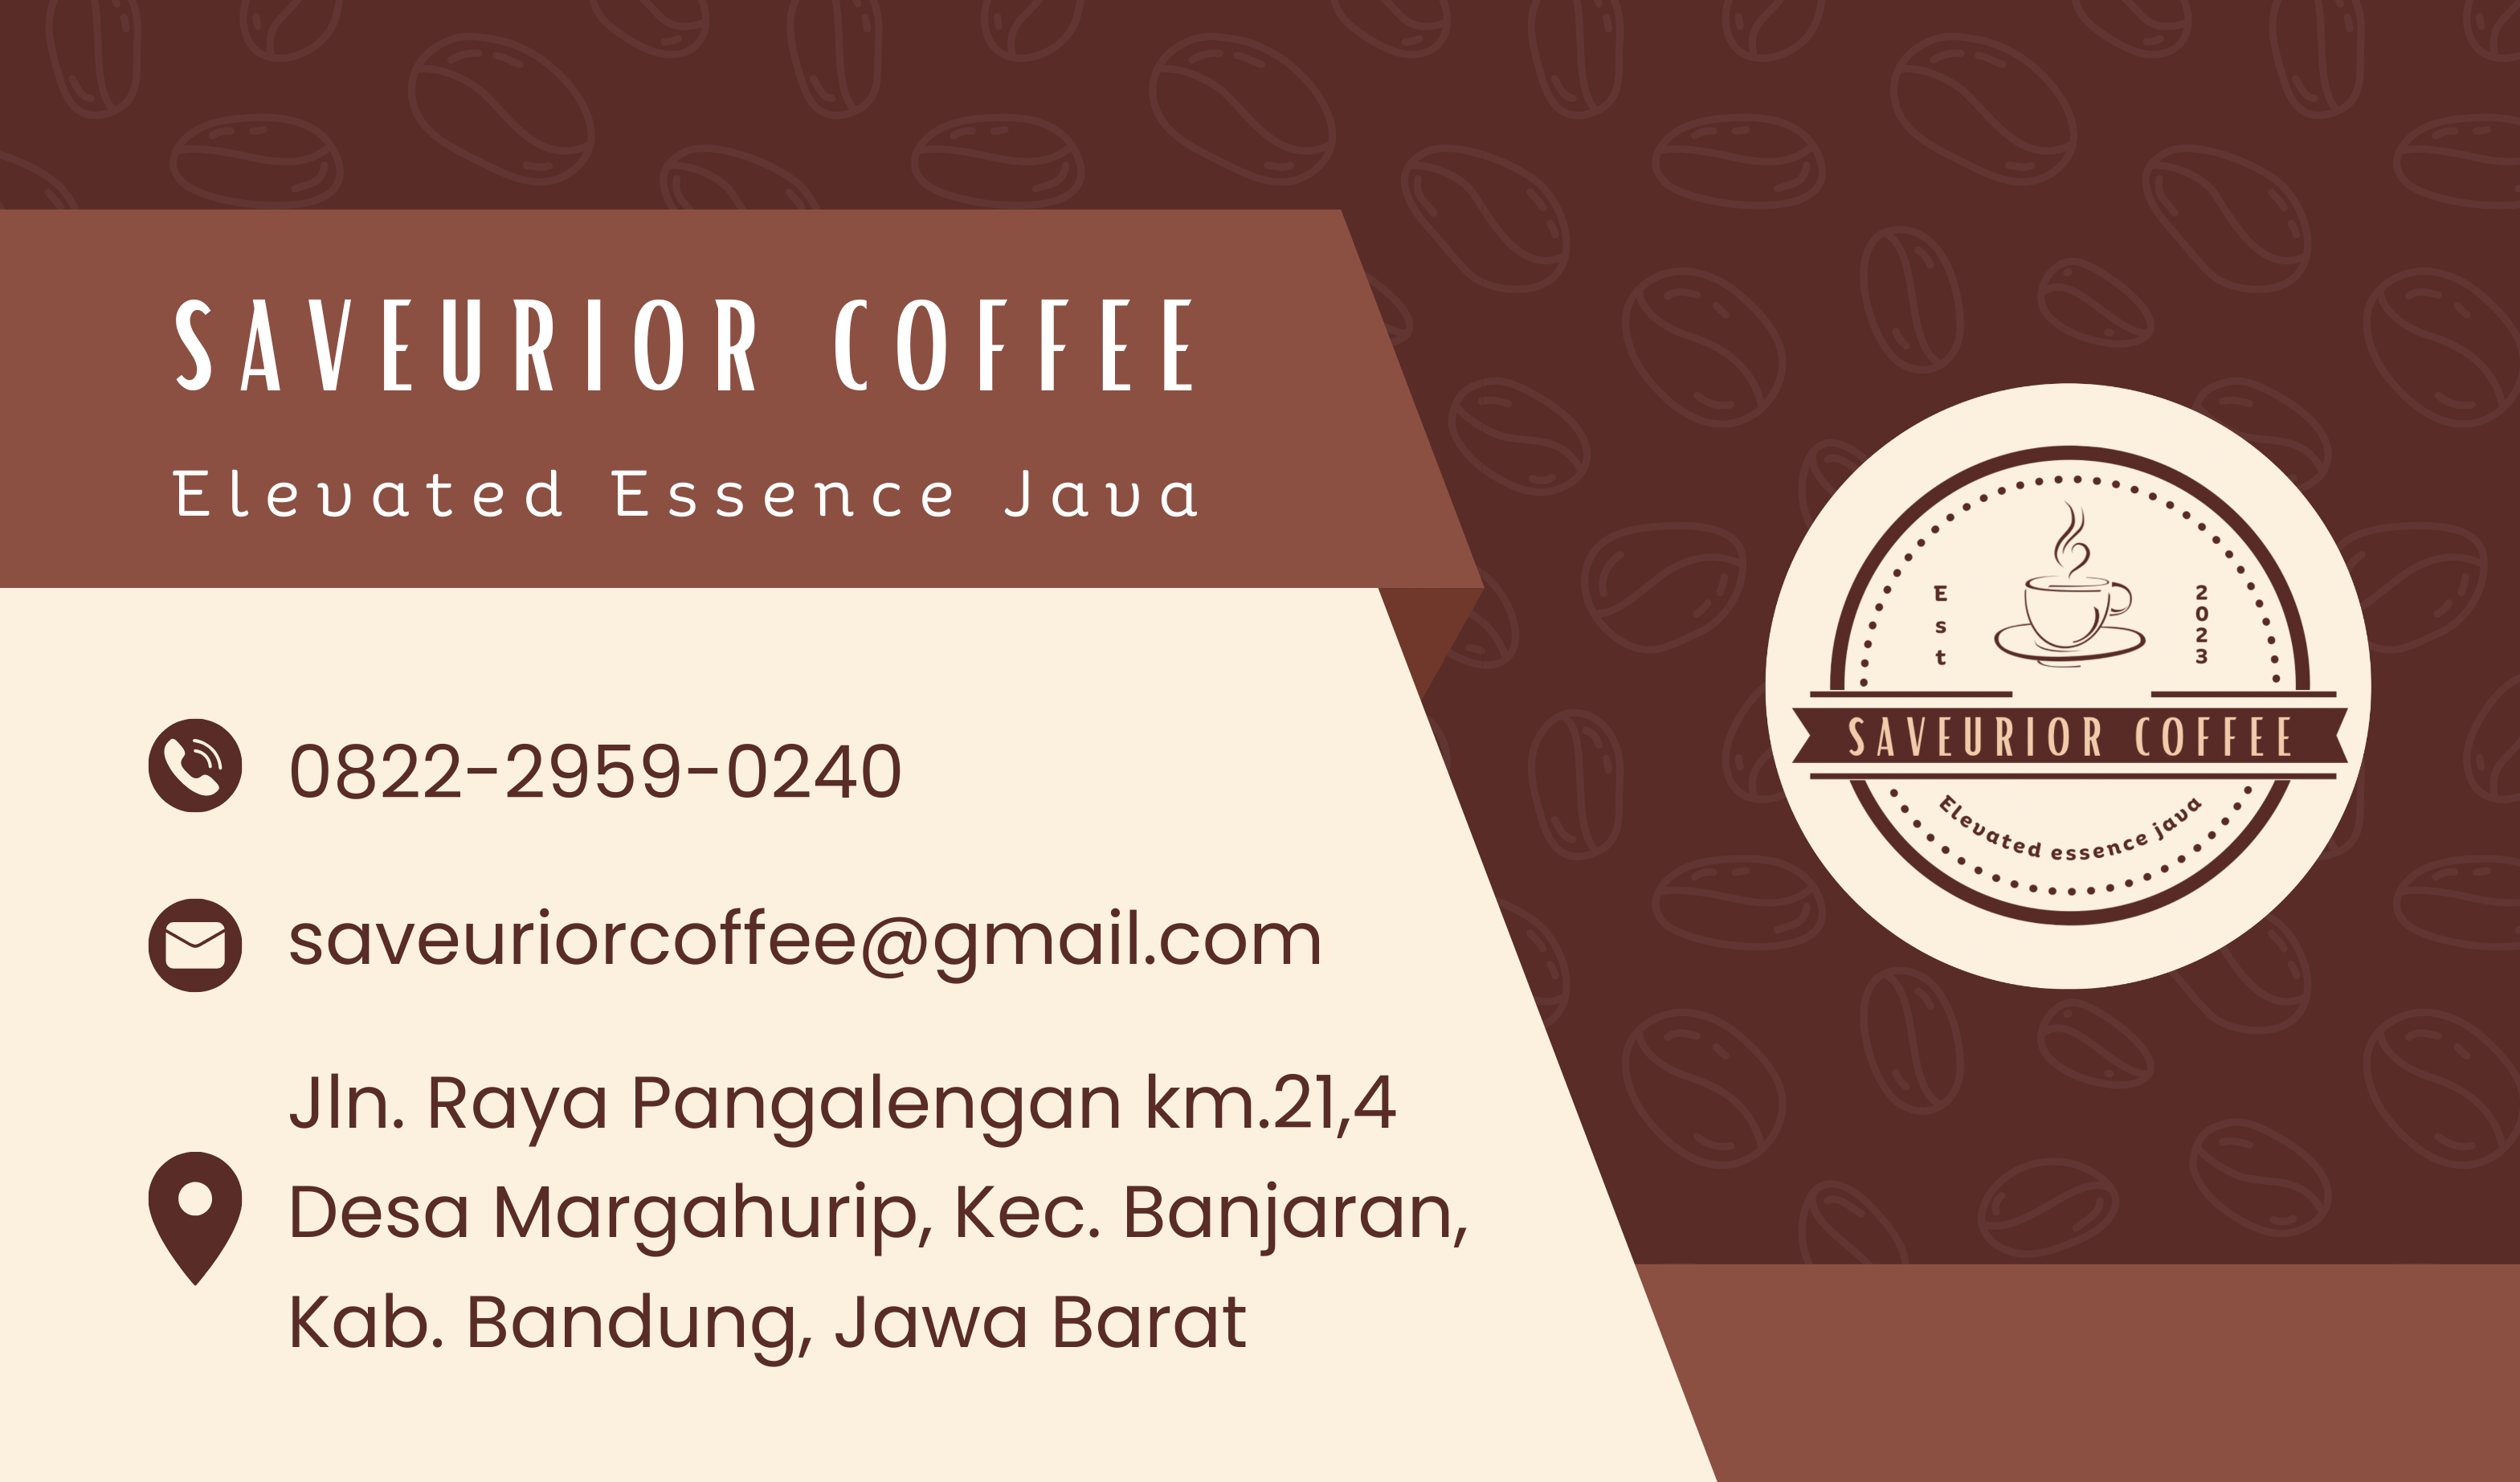 SAVEURIOR COFFEE
Elevated Essence Java
0822-2959-0240
saveuriorcoffee@gmail.com
Jln. Raya Pangalengan km.21,4
Desa Margahurip, Kec. Banjaran,
Kab. Bandung, Jawa Barat
Est
2023
SAVEURIOR COFFEE
Elevated essence java